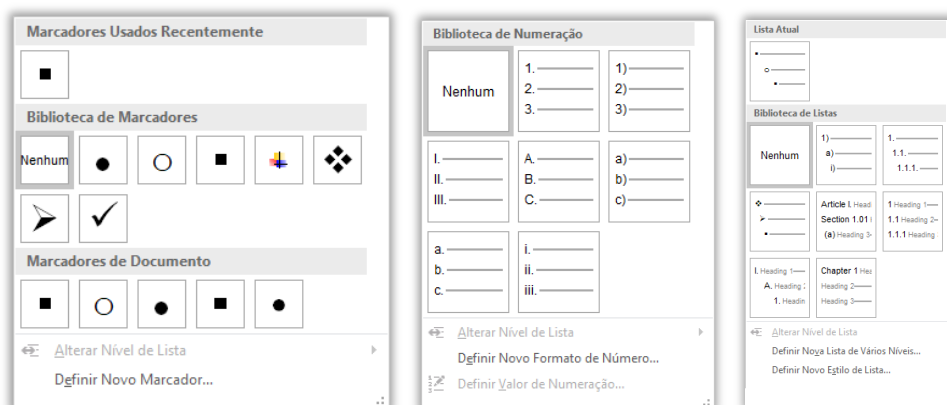 Marcadores Usados Recentemente
Biblioteca de Marcadores
Nenhum
Marcadores de Documento
Alterar Nível de Lista
Definir Novo Marcador...
Biblioteca de Numeração
Nenhum
1.
2.
3.
1)
2)
3)
I.
II.
III.
A.
B.
C.
a)
b)
c)
a.
b.
c.
i.
ii.
iii.
Alterar Nível de Lista
Definir Novo Formato de Número...
Definir Valor de Numeração...
Lista Atual
Biblioteca de Listas
Nenhum
1)
a)
i)
1.
1.1.
1.1.1.
Article I. Head
Section 1.01
(a) Heading 3
1 Heading 1
1.1 Heading 2
1.1.1 Heading
I. Heading 1
A. Heading
1. Headin
Chapter 1 Hea
Heading 2
Heading 3
Alterar Nível de Lista
Definir Nova Lista de Vários Níveis...
Definir Novo Estilo de Lista...